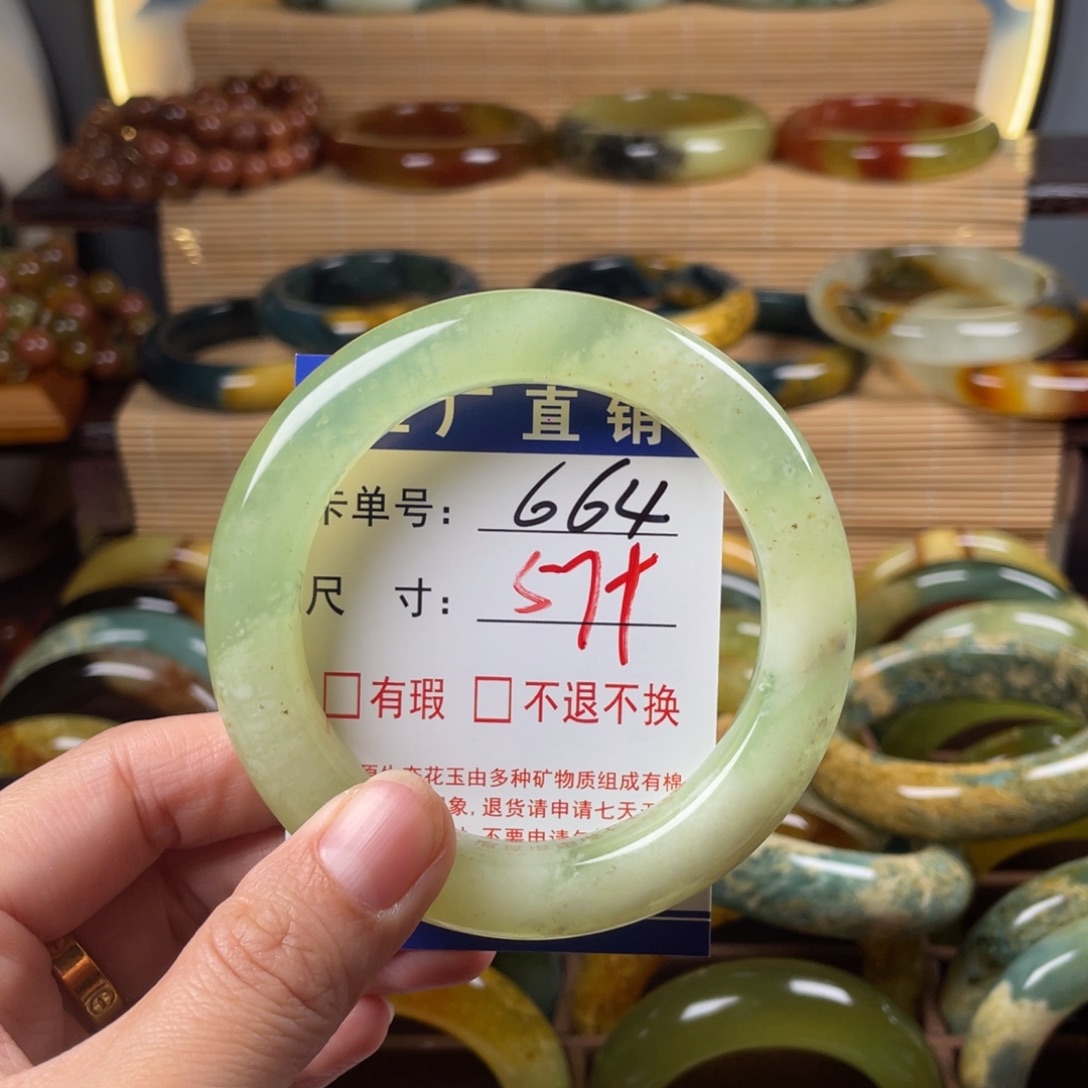 厂直销
卡单号: 664
尺 寸: 57+
□有瑕 □不退不换
花玉由多种矿物质组成有棉
象,退货请申请七天
不要申请